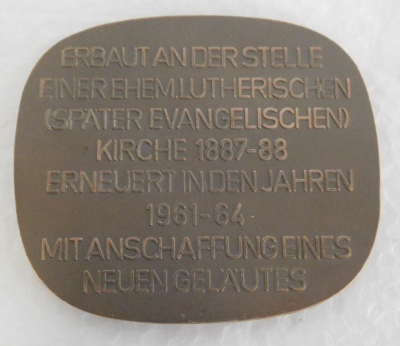 ERBAUT AN DER STELLE
EINER EHEM. LUTHERISCHEN
(SPÄTER EVANGELISCHEN)
KIRCHE 1887-88
ERNEUERT IN DEN JAHREN
1961-64
MIT ANSCHAFFUNG EINES
NEUEN GELÄUTES